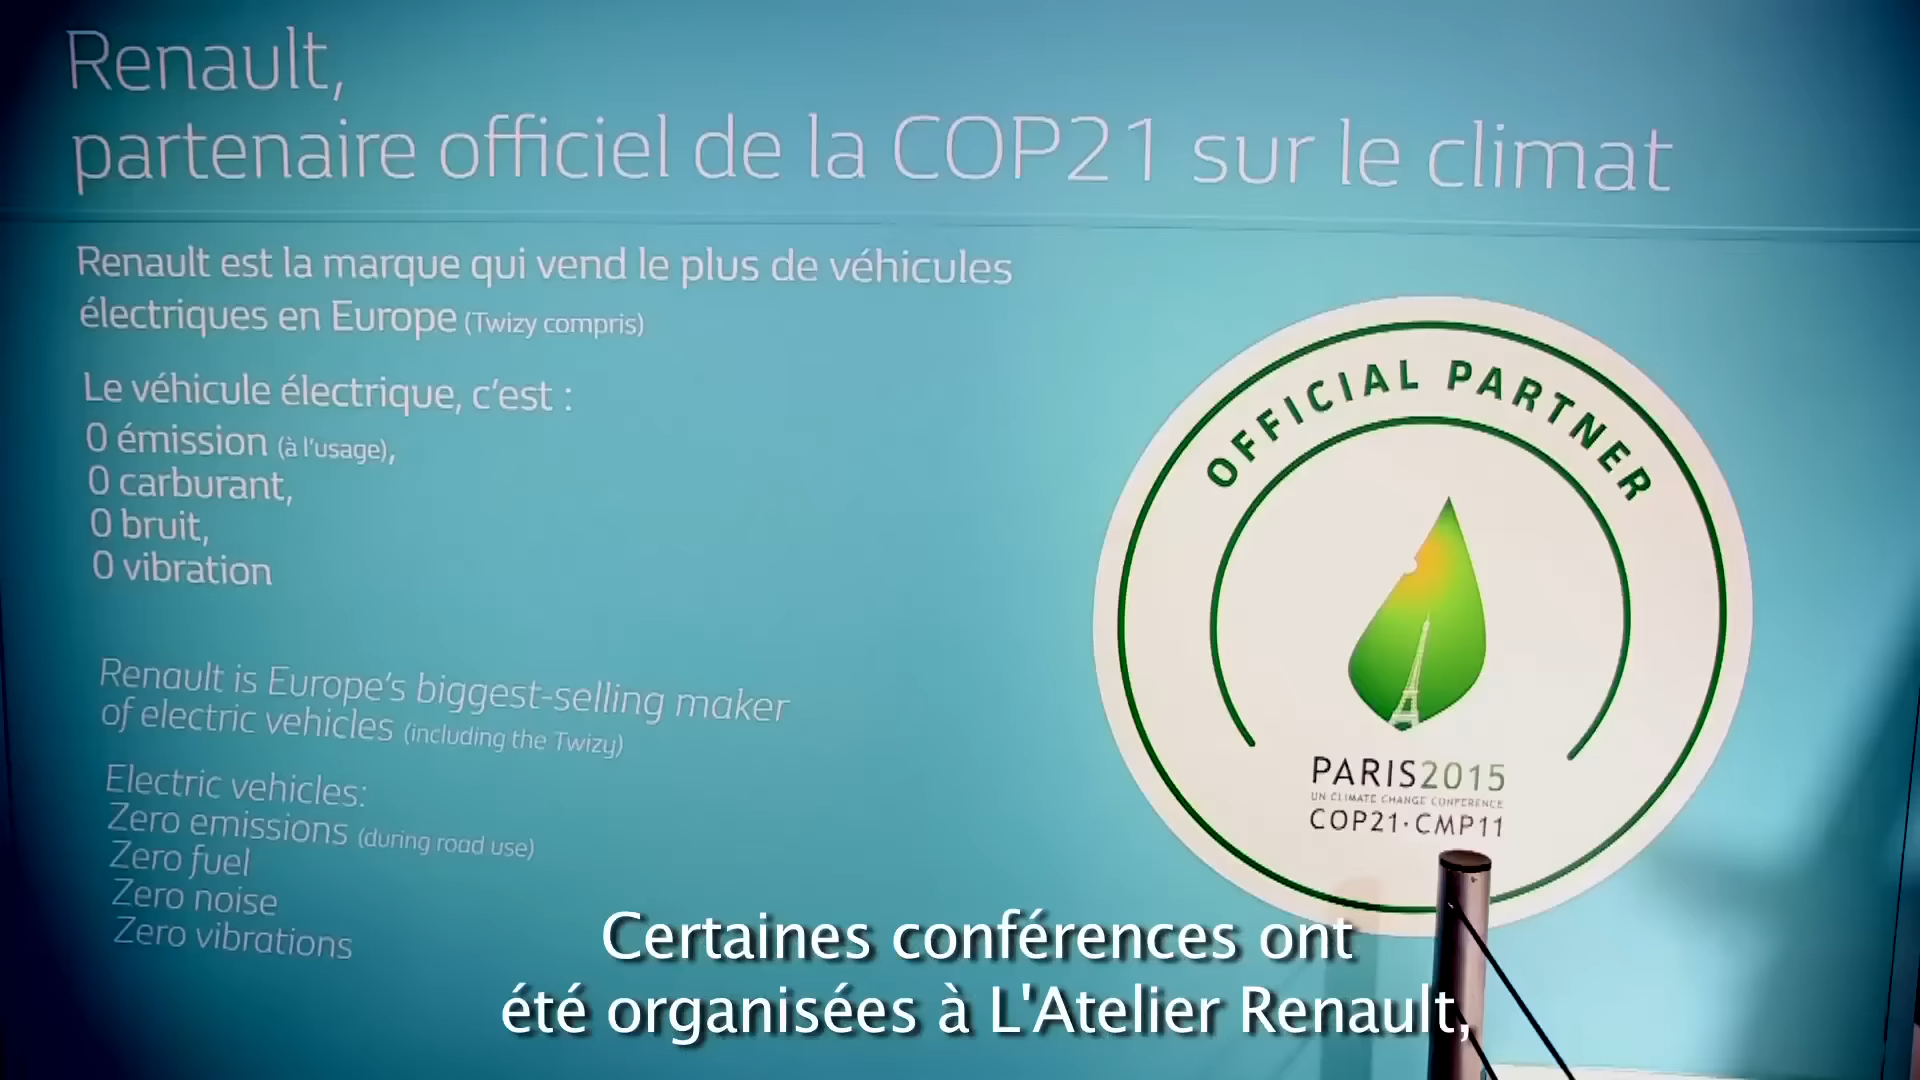 Renault,
partenaire officiel de la COP21 sur le climat
Renault est la marque qui vend le plus de véhicules
électriques en Europe (Twizy compris)
Le véhicule électrique, c'est :
0 émission (à l'usage),
0 carburant,
0 bruit,
0 vibration
Renault is Europe's biggest-selling maker
of electric vehicles (including the Twizy)
Electric vehicles:
Zero emissions (during road use)
Zero fuel
Zero noise
Zero vibrations
OFFICIAL PARTNER
PARIS2015
UN CLIMATE CHANGE CONFERENCE
COP21·CMP11
Certaines conférences ont
été organisées à L'Atelier Renault,